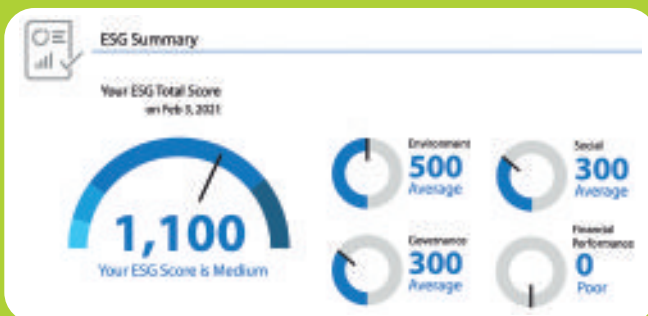 ESG Summary
Your ESG Total Score
on Feb 3, 2021
1,100
Your ESG Score is Medium
Environment
500
Average
Social
300
Average
Governance
300
Average
Financial
Performance
0
Poor